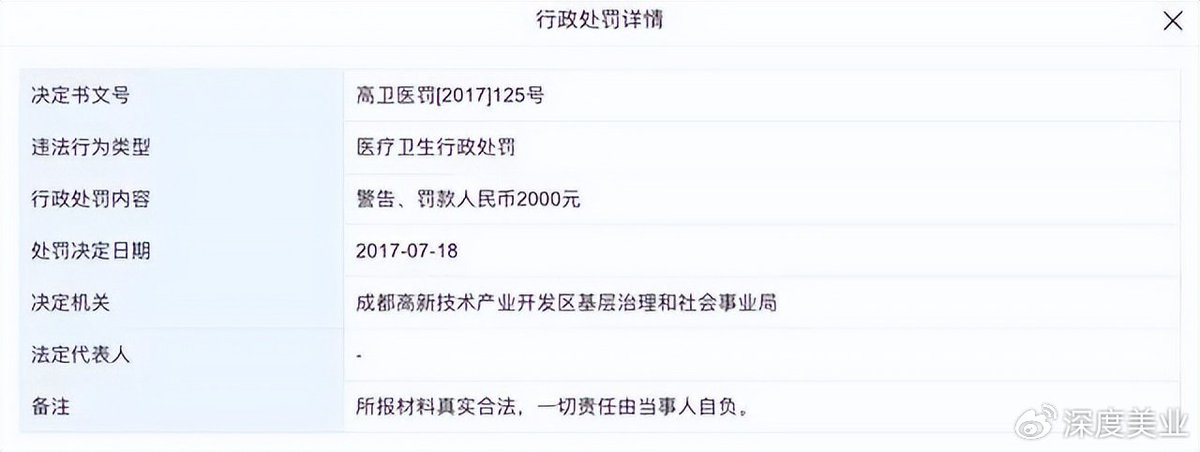 行政处罚详情
决定书文号 高卫医罚[2017]125号
违法行为类型 医疗卫生行政处罚
行政处罚内容 警告、罚款人民币2000元
处罚决定日期 2017-07-18
决定机关 成都高新技术产业开发区基层治理和社会事业局
法定代表人 -
备注 所报材料真实合法，一切责任由当事人自负。
深度美业